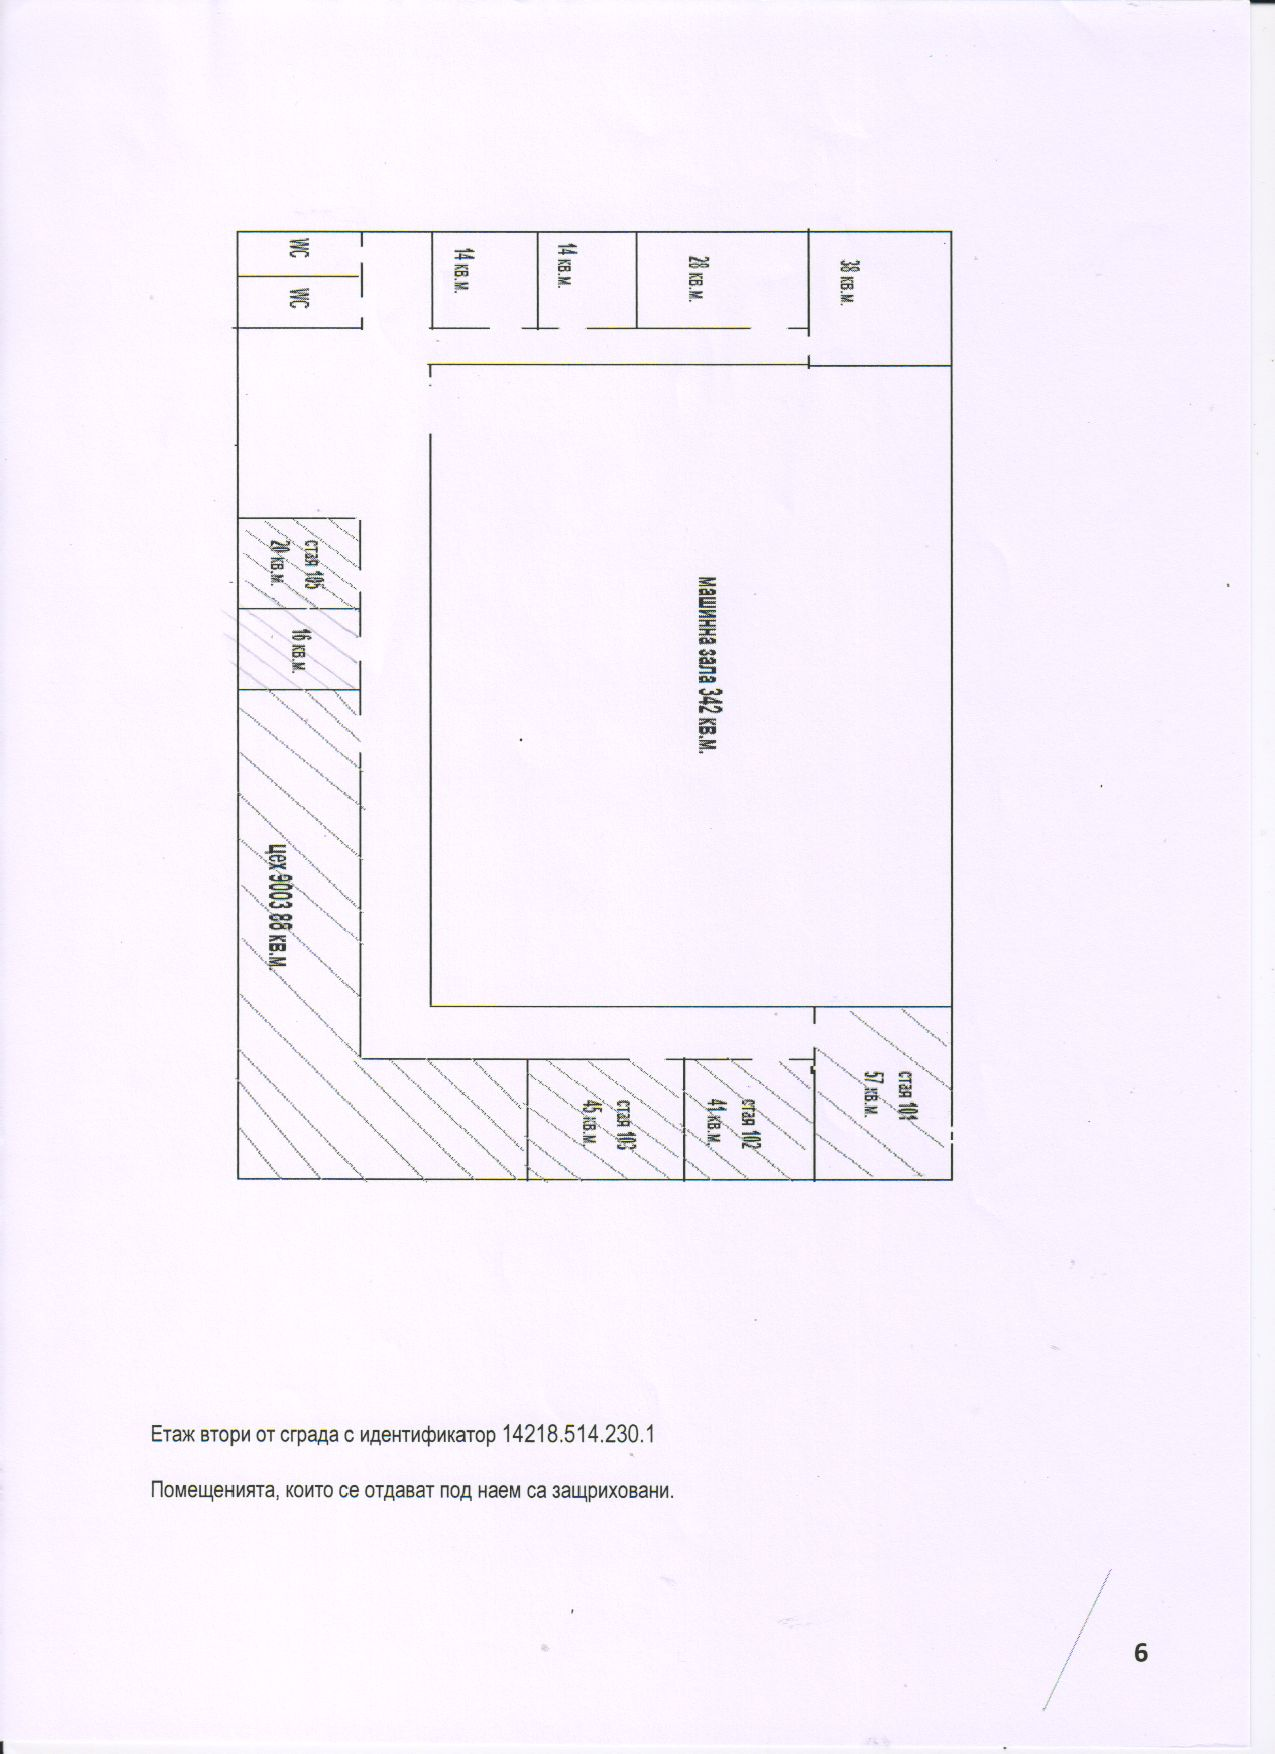 WC
WC
14 кв.м.
14 кв.м.
28 кв.м.
38 кв.м.
стая 105
20 кв.м.
16 кв.м.
машинна зала 342 кв.м.
цех 9003 88 кв.м.
стая 103
45 кв.м.
стая 102
41 кв.м.
стая 101
57 кв.м.
Етаж втори от сграда с идентификатор 14218.514.230.1
Помещенията, които се отдават под наем са защриховани.
6